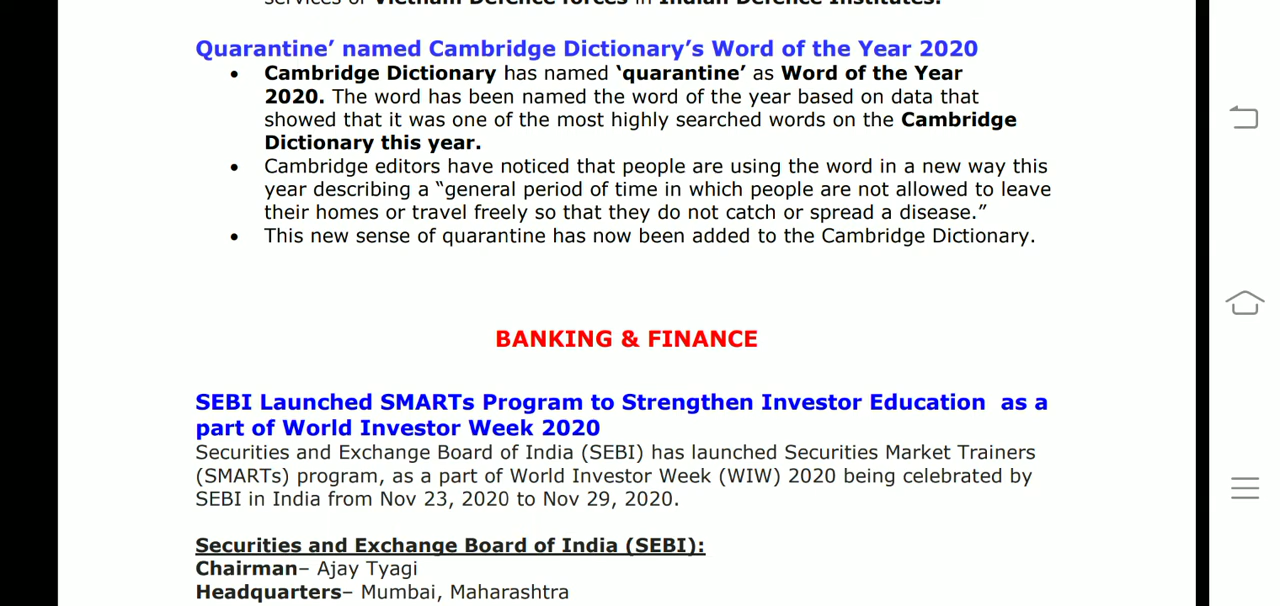 services of Vietnam Defence forces in Indian Defence Institutes.
Quarantine’ named Cambridge Dictionary’s Word of the Year 2020
• Cambridge Dictionary has named ‘quarantine’ as Word of the Year
2020. The word has been named the word of the year based on data that
showed that it was one of the most highly searched words on the Cambridge
Dictionary this year.
• Cambridge editors have noticed that people are using the word in a new way this
year describing a “general period of time in which people are not allowed to leave
their homes or travel freely so that they do not catch or spread a disease.”
• This new sense of quarantine has now been added to the Cambridge Dictionary.
BANKING & FINANCE
SEBI Launched SMARTs Program to Strengthen Investor Education as a
part of World Investor Week 2020
Securities and Exchange Board of India (SEBI) has launched Securities Market Trainers
(SMARTs) program, as a part of World Investor Week (WIW) 2020 being celebrated by
SEBI in India from Nov 23, 2020 to Nov 29, 2020.
Securities and Exchange Board of India (SEBI):
Chairman– Ajay Tyagi
Headquarters– Mumbai, Maharashtra